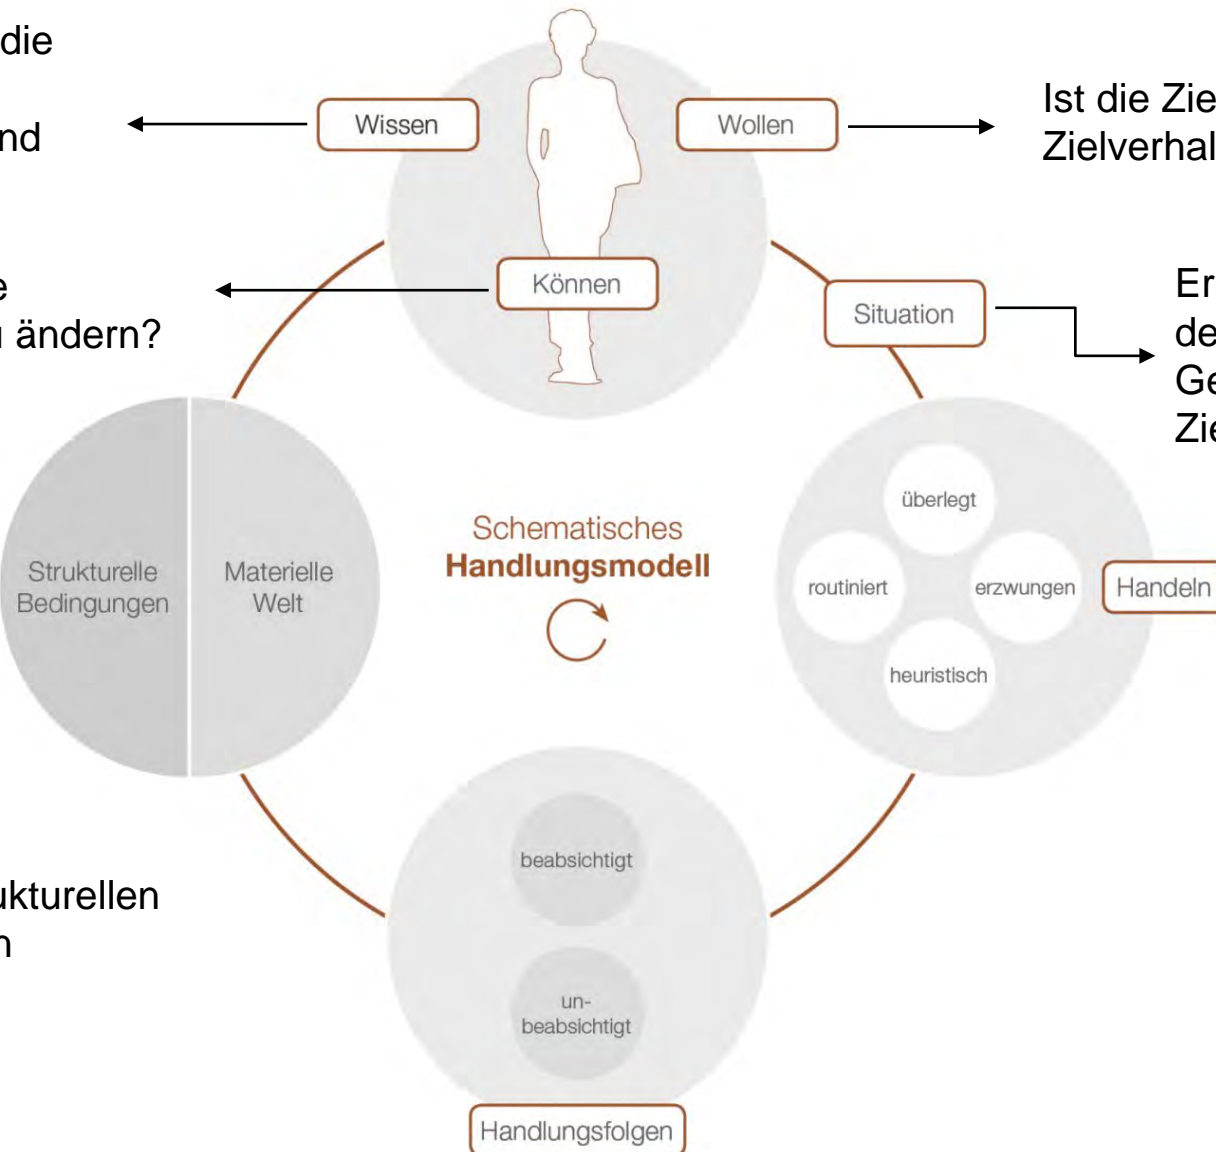 die
nd
Wissen
Wollen
Ist die Zie
Zielverhal
e
ändern?
Können
Situation
Er
de
Ge
Zie
Strukturelle
Bedingungen
Materielle
Welt
Schematisches
Handlungsmodell
überlegt
routiniert
erzwungen
heuristisch
Handeln
ukturellen
n
beabsichtigt
un-
beabsichtigt
Handlungsfolgen